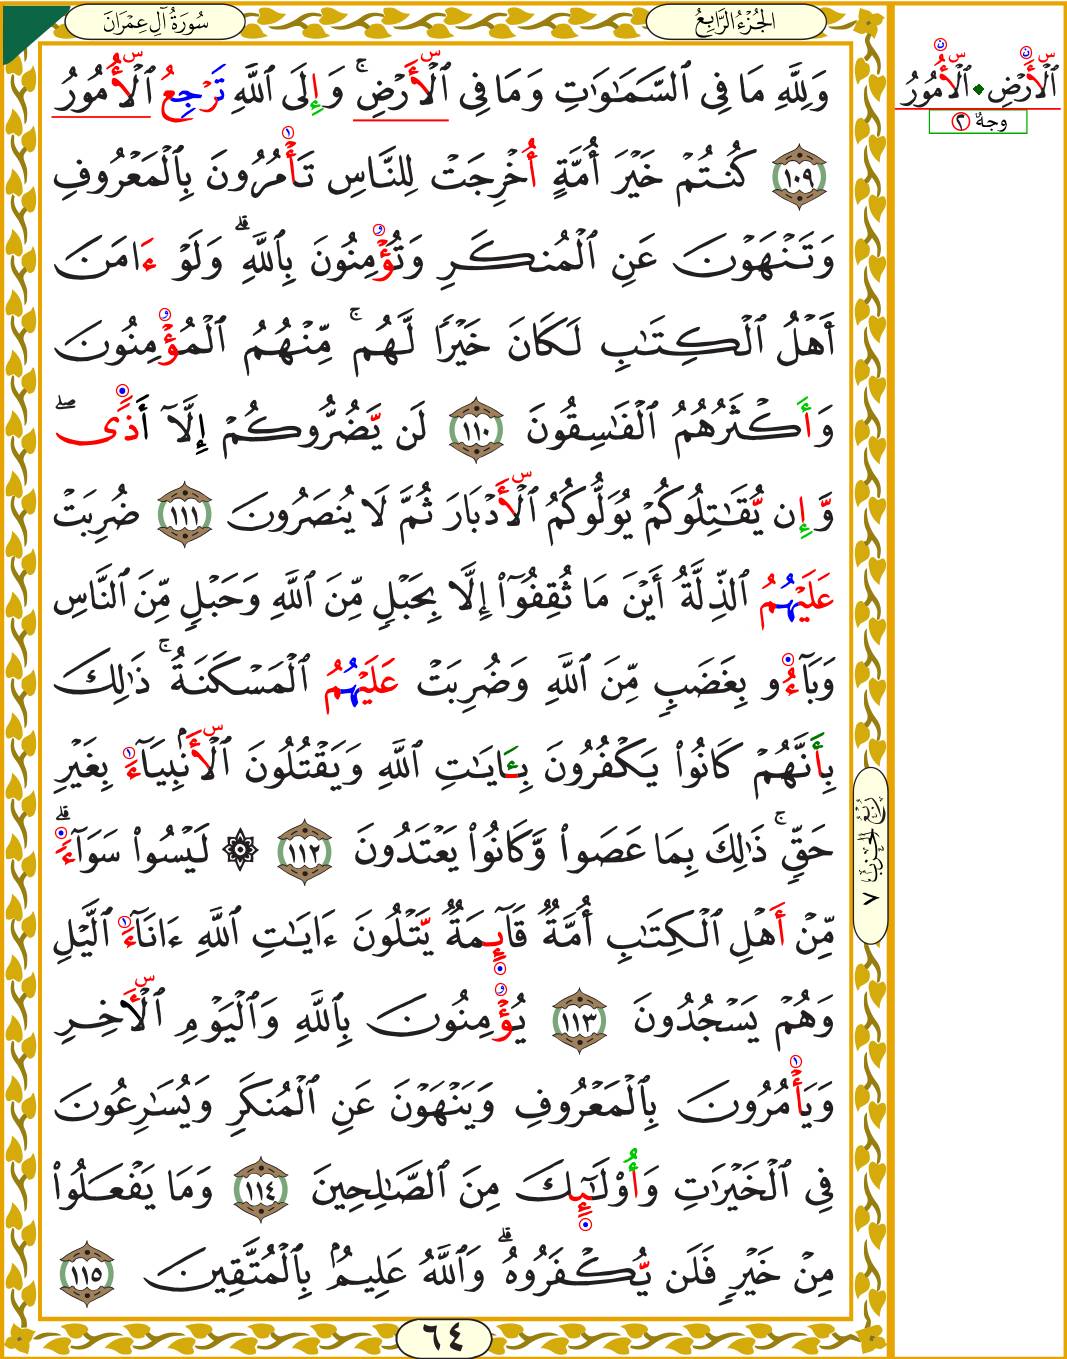 سُورَةُ آلِ عِمْرَانَ
الجُزْءُ الرَّابِعُ
وَلِلَّهِ مَا فِي ٱلسَّمَـٰوَٰتِ وَمَا فِي ٱلْأَرْضِۚ وَإِلَى ٱللَّهِ تَرْجِعُ ٱلْأُمُورُ
١٠٩ كُنتُمْ خَيْرَ أُمَّةٍ أُخْرِجَتْ لِلنَّاسِ تَأْمُرُونَ بِٱلْمَعْرُوفِ
وَتَنْهَوْنَ عَنِ ٱلْمُنكَرِ وَتُؤْمِنُونَ بِٱللَّهِۗ وَلَوْ ءَامَنَ
أَهْلُ ٱلْكِتَـٰبِ لَكَانَ خَيْرًا لَّهُمۚ مِّنْهُمُ ٱلْمُؤْمِنُونَ
وَأَكْثَرُهُمُ ٱلْفَـٰسِقُونَ ١١٠ لَن يَضُرُّوكُمْ إِلَّآ أَذًىۖ
وَإِن يُقَـٰتِلُوكُمْ يُوَلُّوكُمُ ٱلْأَدْبَارَ ثُمَّ لَا يُنصَرُونَ ١١١ ضُرِبَتْ
عَلَيْهُمُ ٱلذِّلَّةُ أَيْنَ مَا ثُقِفُوٓا۟ إِلَّا بِحَبْلٍ مِّنَ ٱللَّهِ وَحَبْلٍ مِّنَ ٱلنَّاسِ
وَبَآءُو بِغَضَبٍ مِّنَ ٱللَّهِ وَضُرِبَتْ عَلَيْهُمُ ٱلْمَسْكَنَةُۚ ذَٰلِكَ
بِأَنَّهُمْ كَانُوا۟ يَكْفُرُونَ بِـَٔايَـٰتِ ٱللَّهِ وَيَقْتُلُونَ ٱلْأَنۢبِيَآءَ بِغَيْرِ
حَقٍّۚ ذَٰلِكَ بِمَا عَصَوا۟ وَّكَانُوا۟ يَعْتَدُونَ ١١٢ ۞ لَيْسُوا۟ سَوَآءًۗ
مِّنْ أَهْلِ ٱلْكِتَـٰبِ أُمَّةٌ قَآئِمَةٌ يَتْلُونَ ءَايَـٰتِ ٱللَّهِ ءَانَآءَ ٱلَّيْلِ
وَهُمْ يَسْجُدُونَ ١١٣ يُؤْمِنُونَ بِٱللَّهِ وَٱلْيَوْمِ ٱلْأَخِرِ
وَيَأْمُرُونَ بِٱلْمَعْرُوفِ وَيَنْهَوْنَ عَنِ ٱلْمُنكَرِ وَيُسَـٰرِعُونَ
فِي ٱلْخَيْرَٰتِ وَأُو۟لَـٰٓئِكَ مِنَ ٱلصَّـٰلِحِينَ ١١٤ وَمَا يَفْعَلُوا۟
مِنْ خَيْرٍ فَلَن يُكْفَرُوهُۗ وَٱللَّهُ عَلِيمٌۢ بِٱلْمُتَّقِينَ ١١٥
٦٤
ٱلْأَرْضِ ٱلْأُمُورُ
وجهٌ ٢
رُبْعُ الحِزْبِ ٧